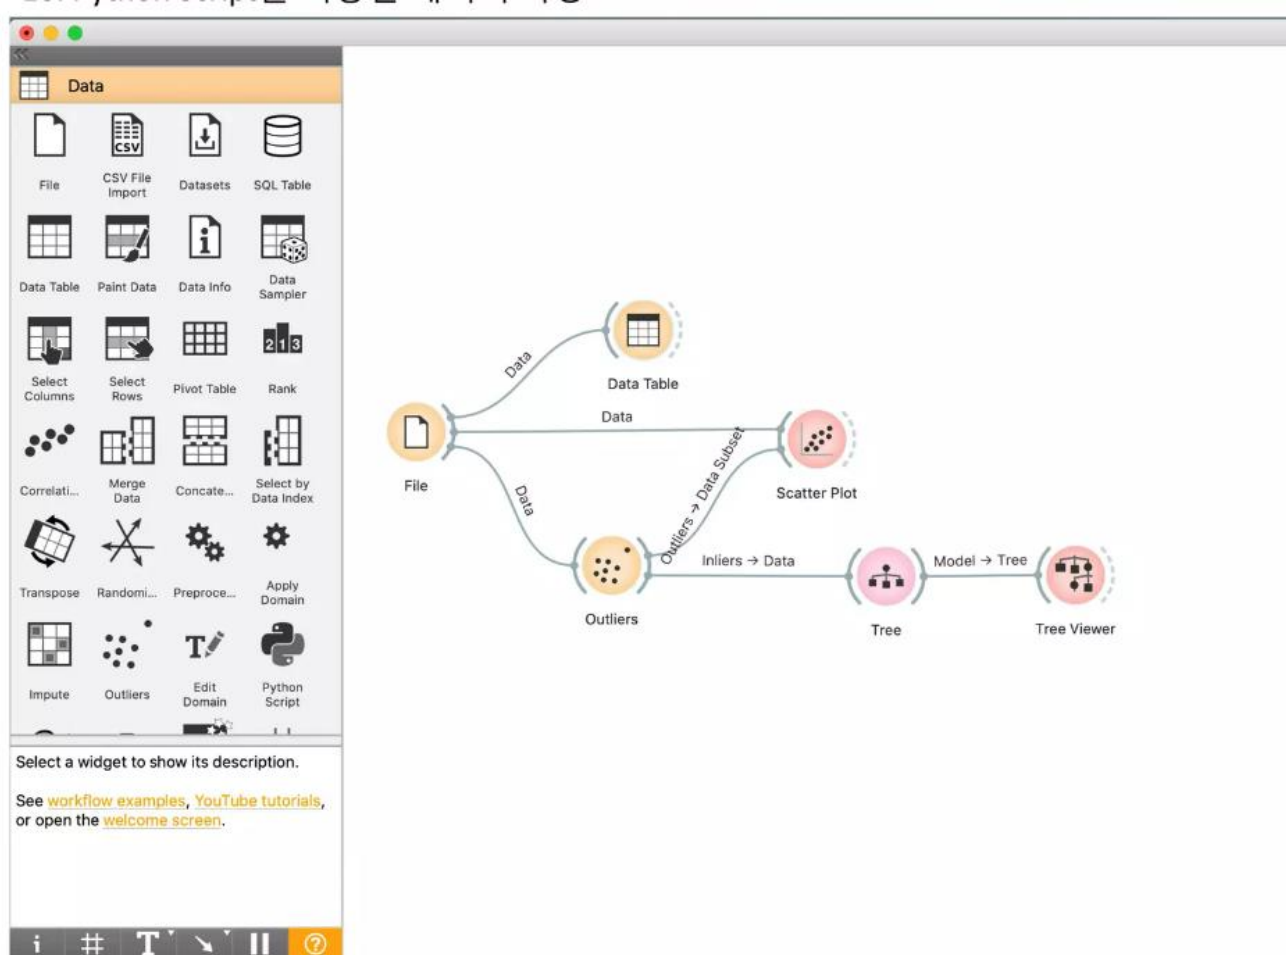 Data
File
CSV File
Import
Datasets
SQL Table
Data Table
Paint Data
Data Info
Data
Sampler
Select
Columns
Select
Rows
Pivot Table
Rank
Correlati...
Merge
Data
Concate...
Select by
Data Index
Transpose
Randomi...
Preproce...
Apply
Domain
Impute
Outliers
Edit
Domain
Python
Script
Select a widget to show its description.
See workflow examples, YouTube tutorials,
or open the welcome screen.
Data
Data Table
Data
File
Data
Outliers → Data Subset
Scatter Plot
Inliers → Data
Model → Tree
Outliers
Tree
Tree Viewer